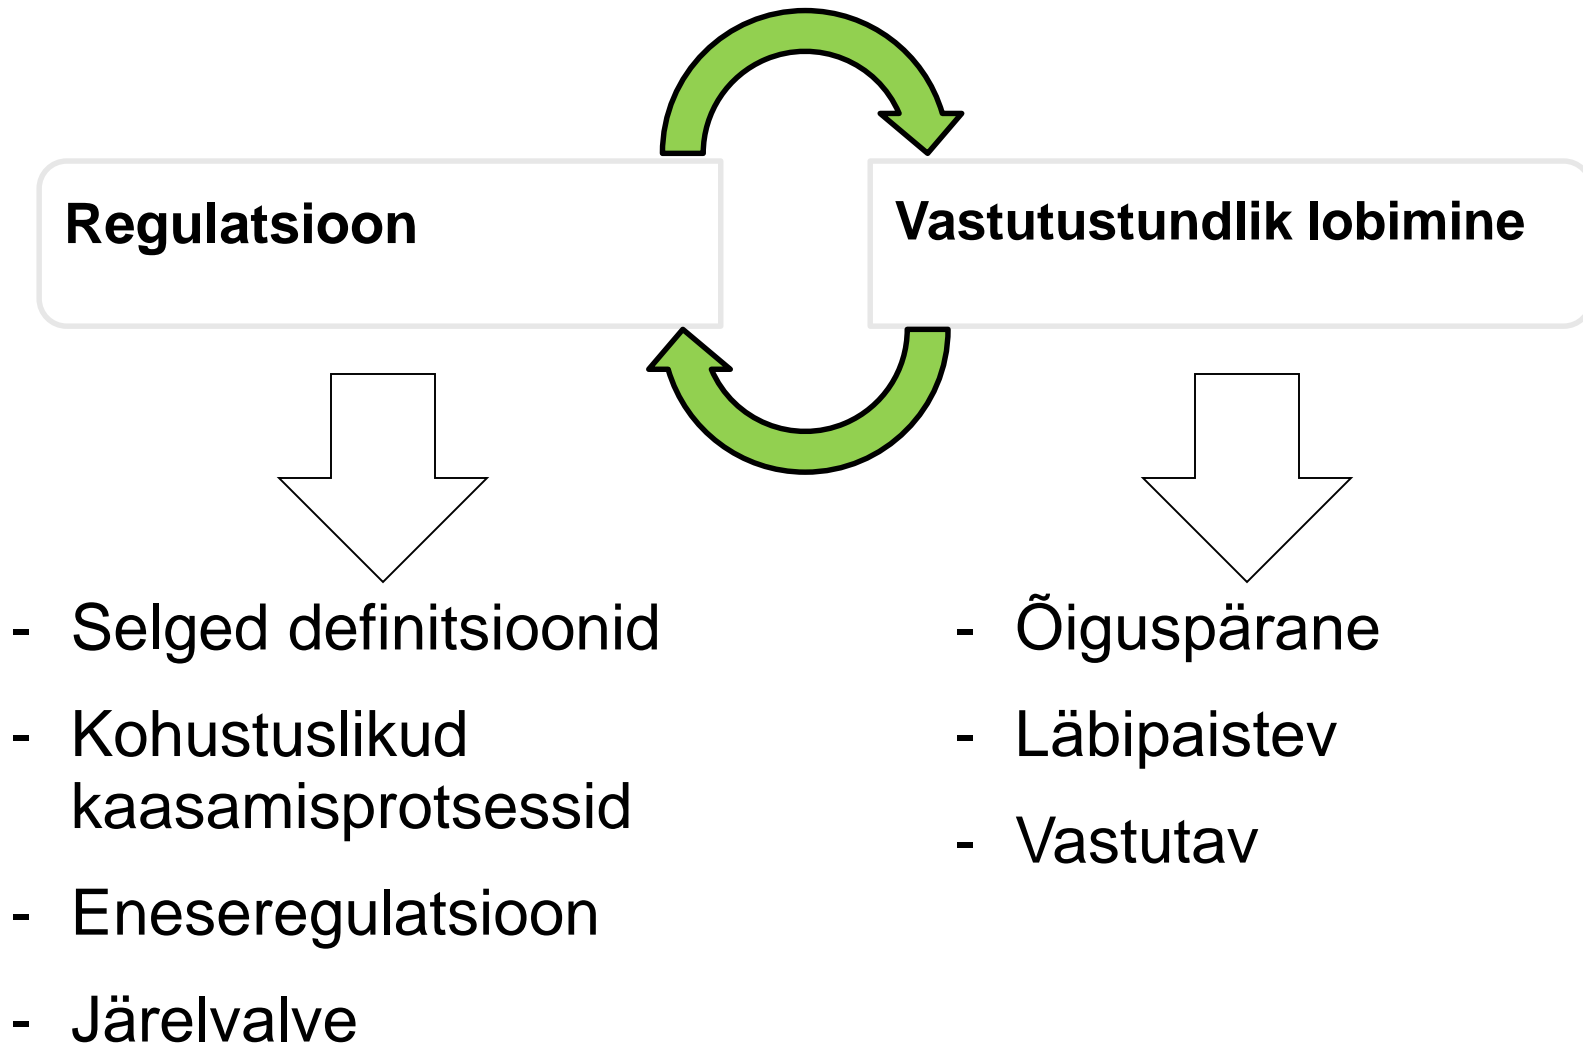 Regulatsioon
Vastutustundlik lobimine
- Selged definitsioonid
- Kohustuslikud
kaasamisprotsessid
- Eneseregulatsioon
- Järelvalve
- Õiguspärane
- Läbipaistev
- Vastutav